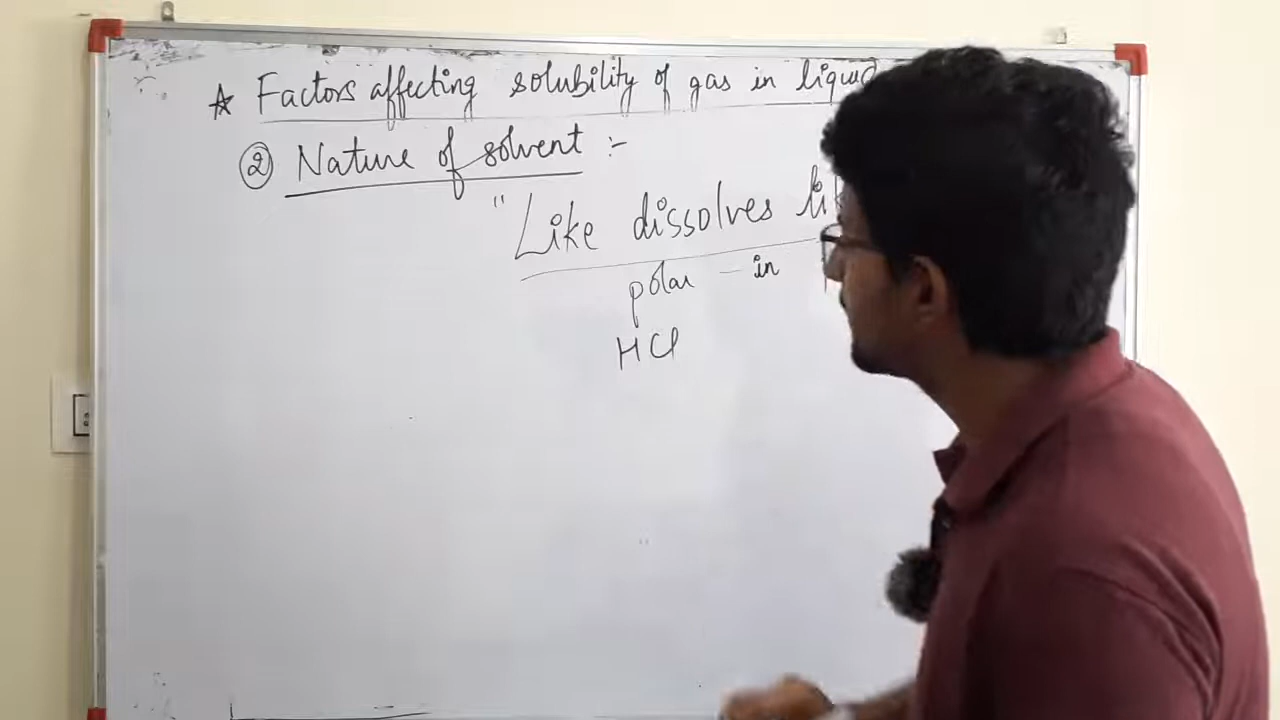 ☆ Factors affecting solubility of gas in liquid
② Nature of solvent :-
"Like dissolves
polar – in
HCl